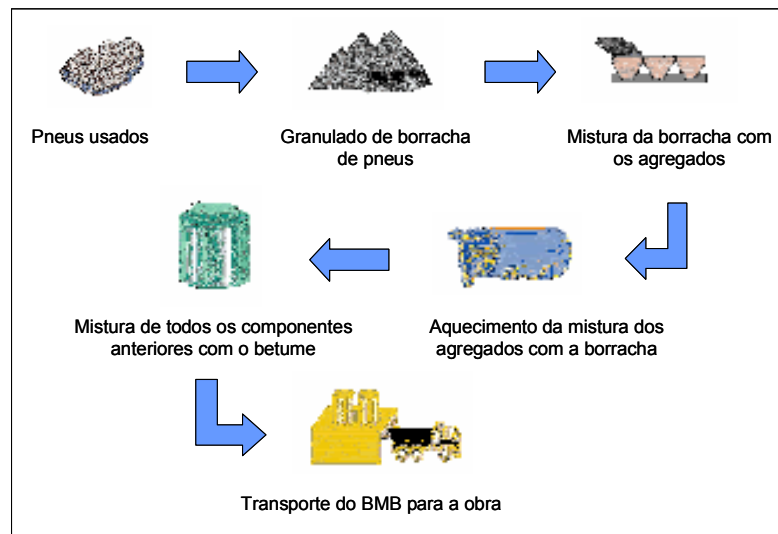 Pneus usados
Granulado de borracha
de pneus
Mistura da borracha com
os agregados
Mistura de todos os componentes
anteriores com o betume
Aquecimento da mistura dos
agregados com a borracha
Transporte do BMB para a obra